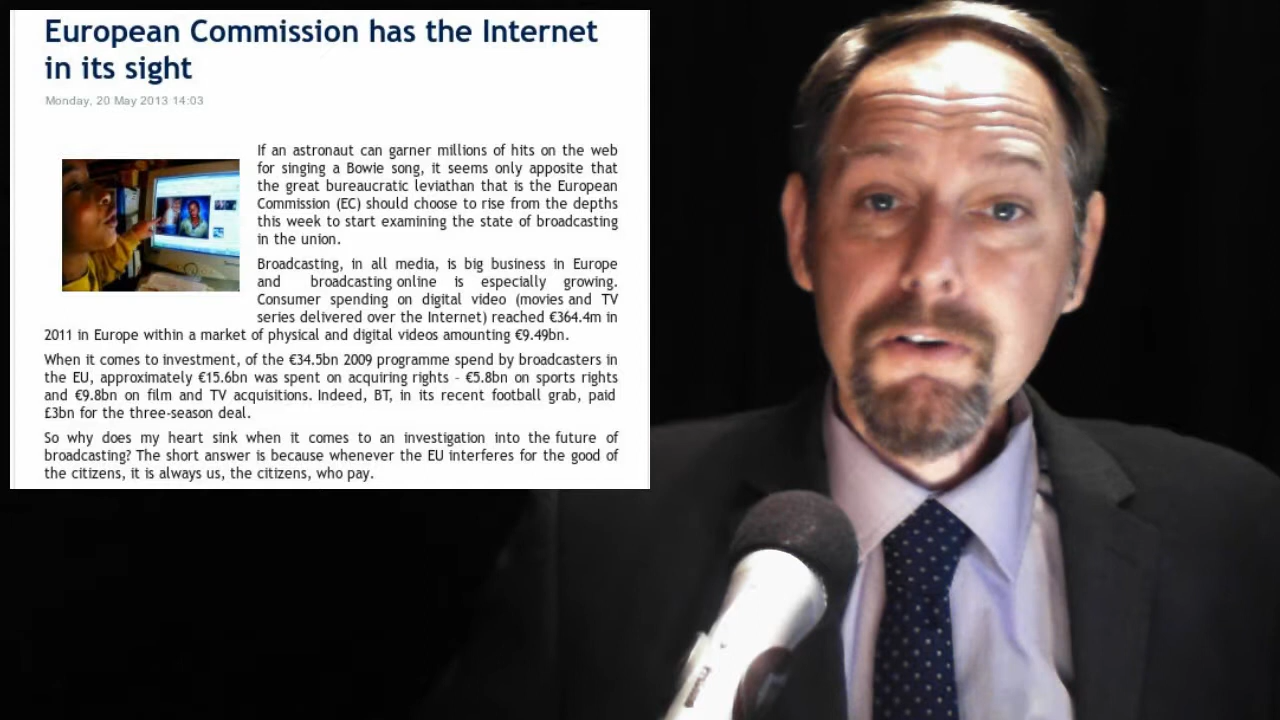 European Commission has the Internet
in its sight
Monday, 20 May 2013 14:03
If an astronaut can garner millions of hits on the web
for singing a Bowie song, it seems only apposite that
the great bureaucratic leviathan that is the European
Commission (EC) should choose to rise from the depths
this week to start examining the state of broadcasting
in the union.
Broadcasting, in all media, is big business in Europe
and broadcasting online is especially growing.
Consumer spending on digital video (movies and TV
series delivered over the Internet) reached €364.4m in
2011 in Europe within a market of physical and digital videos amounting €9.49bn.
When it comes to investment, of the €34.5bn 2009 programme spend by broadcasters in
the EU, approximately €15.6bn was spent on acquiring rights – €5.8bn on sports rights
and €9.8bn on film and TV acquisitions. Indeed, BT, in its recent football grab, paid
£3bn for the three-season deal.
So why does my heart sink when it comes to an investigation into the future of
broadcasting? The short answer is because whenever the EU interferes for the good of
the citizens, it is always us, the citizens, who pay.